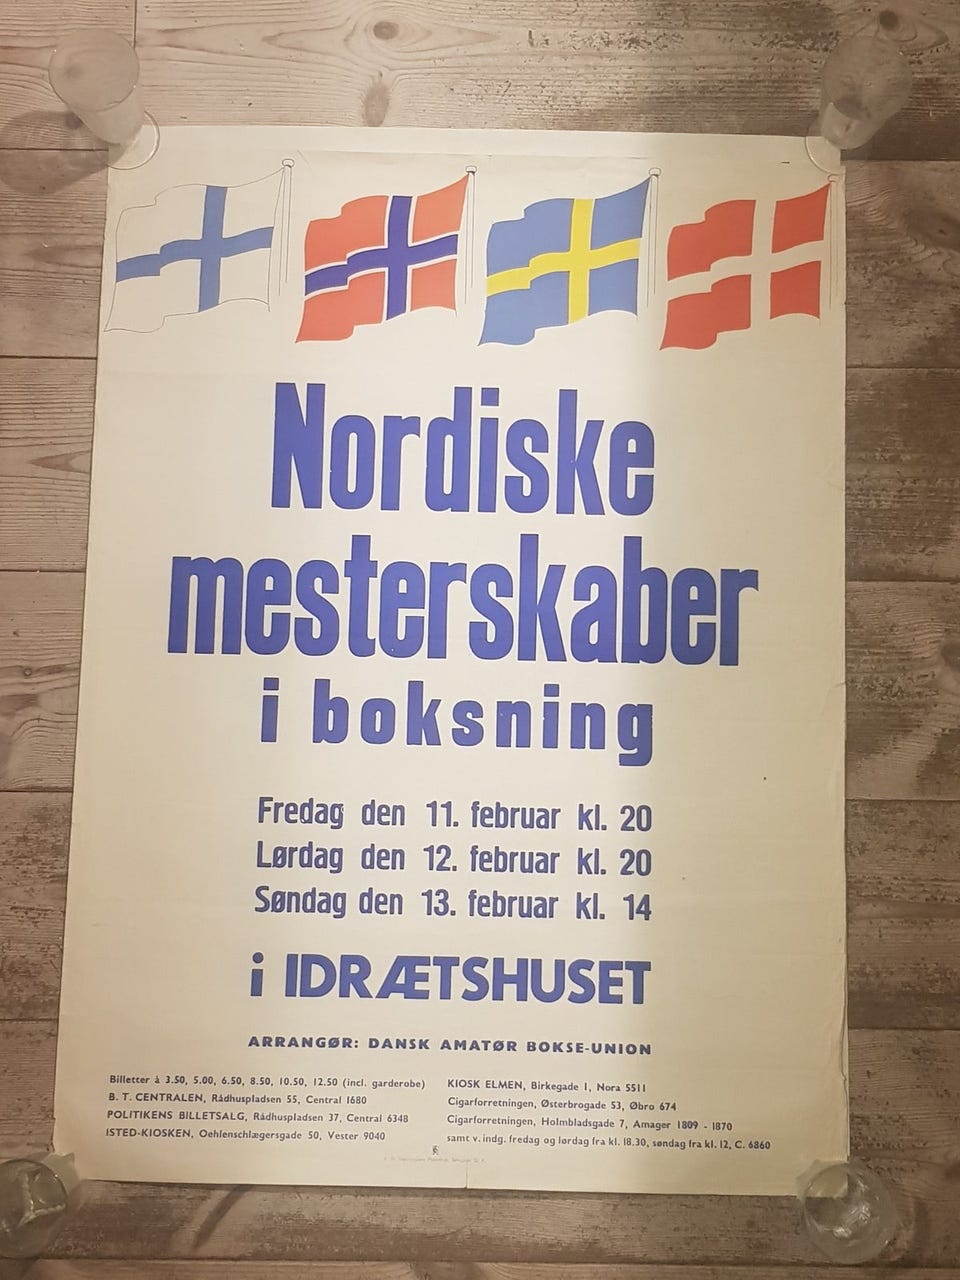 Nordiske
mesterskaber
i boksning
Fredag den 11. februar kl. 20
Lørdag den 12. februar kl. 20
Søndag den 13. februar kl. 14
i IDRÆTSHUSET
ARRANGØR: DANSK AMATØR BOKSE-UNION
Billetter à 3.50, 5.00, 6.50, 8.50, 10.50, 12.50 (incl. garderobe)
B. T. CENTRALEN, Rådhuspladsen 55, Central 1680
POLITIKENS BILLETSALG, Rådhuspladsen 37, Central 6348
ISTED-KIOSKEN, Oehlenschlægersgade 50, Vester 9040
KIOSK ELMEN, Birkegade 1, Nora 5511
Cigarforretningen, Østerbrogade 53, Øbro 674
Cigarforretningen, Holmbladsgade 7, Amager 1809 - 1870
samt v. indg. fredag og lørdag fra kl. 18.30, søndag fra kl. 12, C. 6860